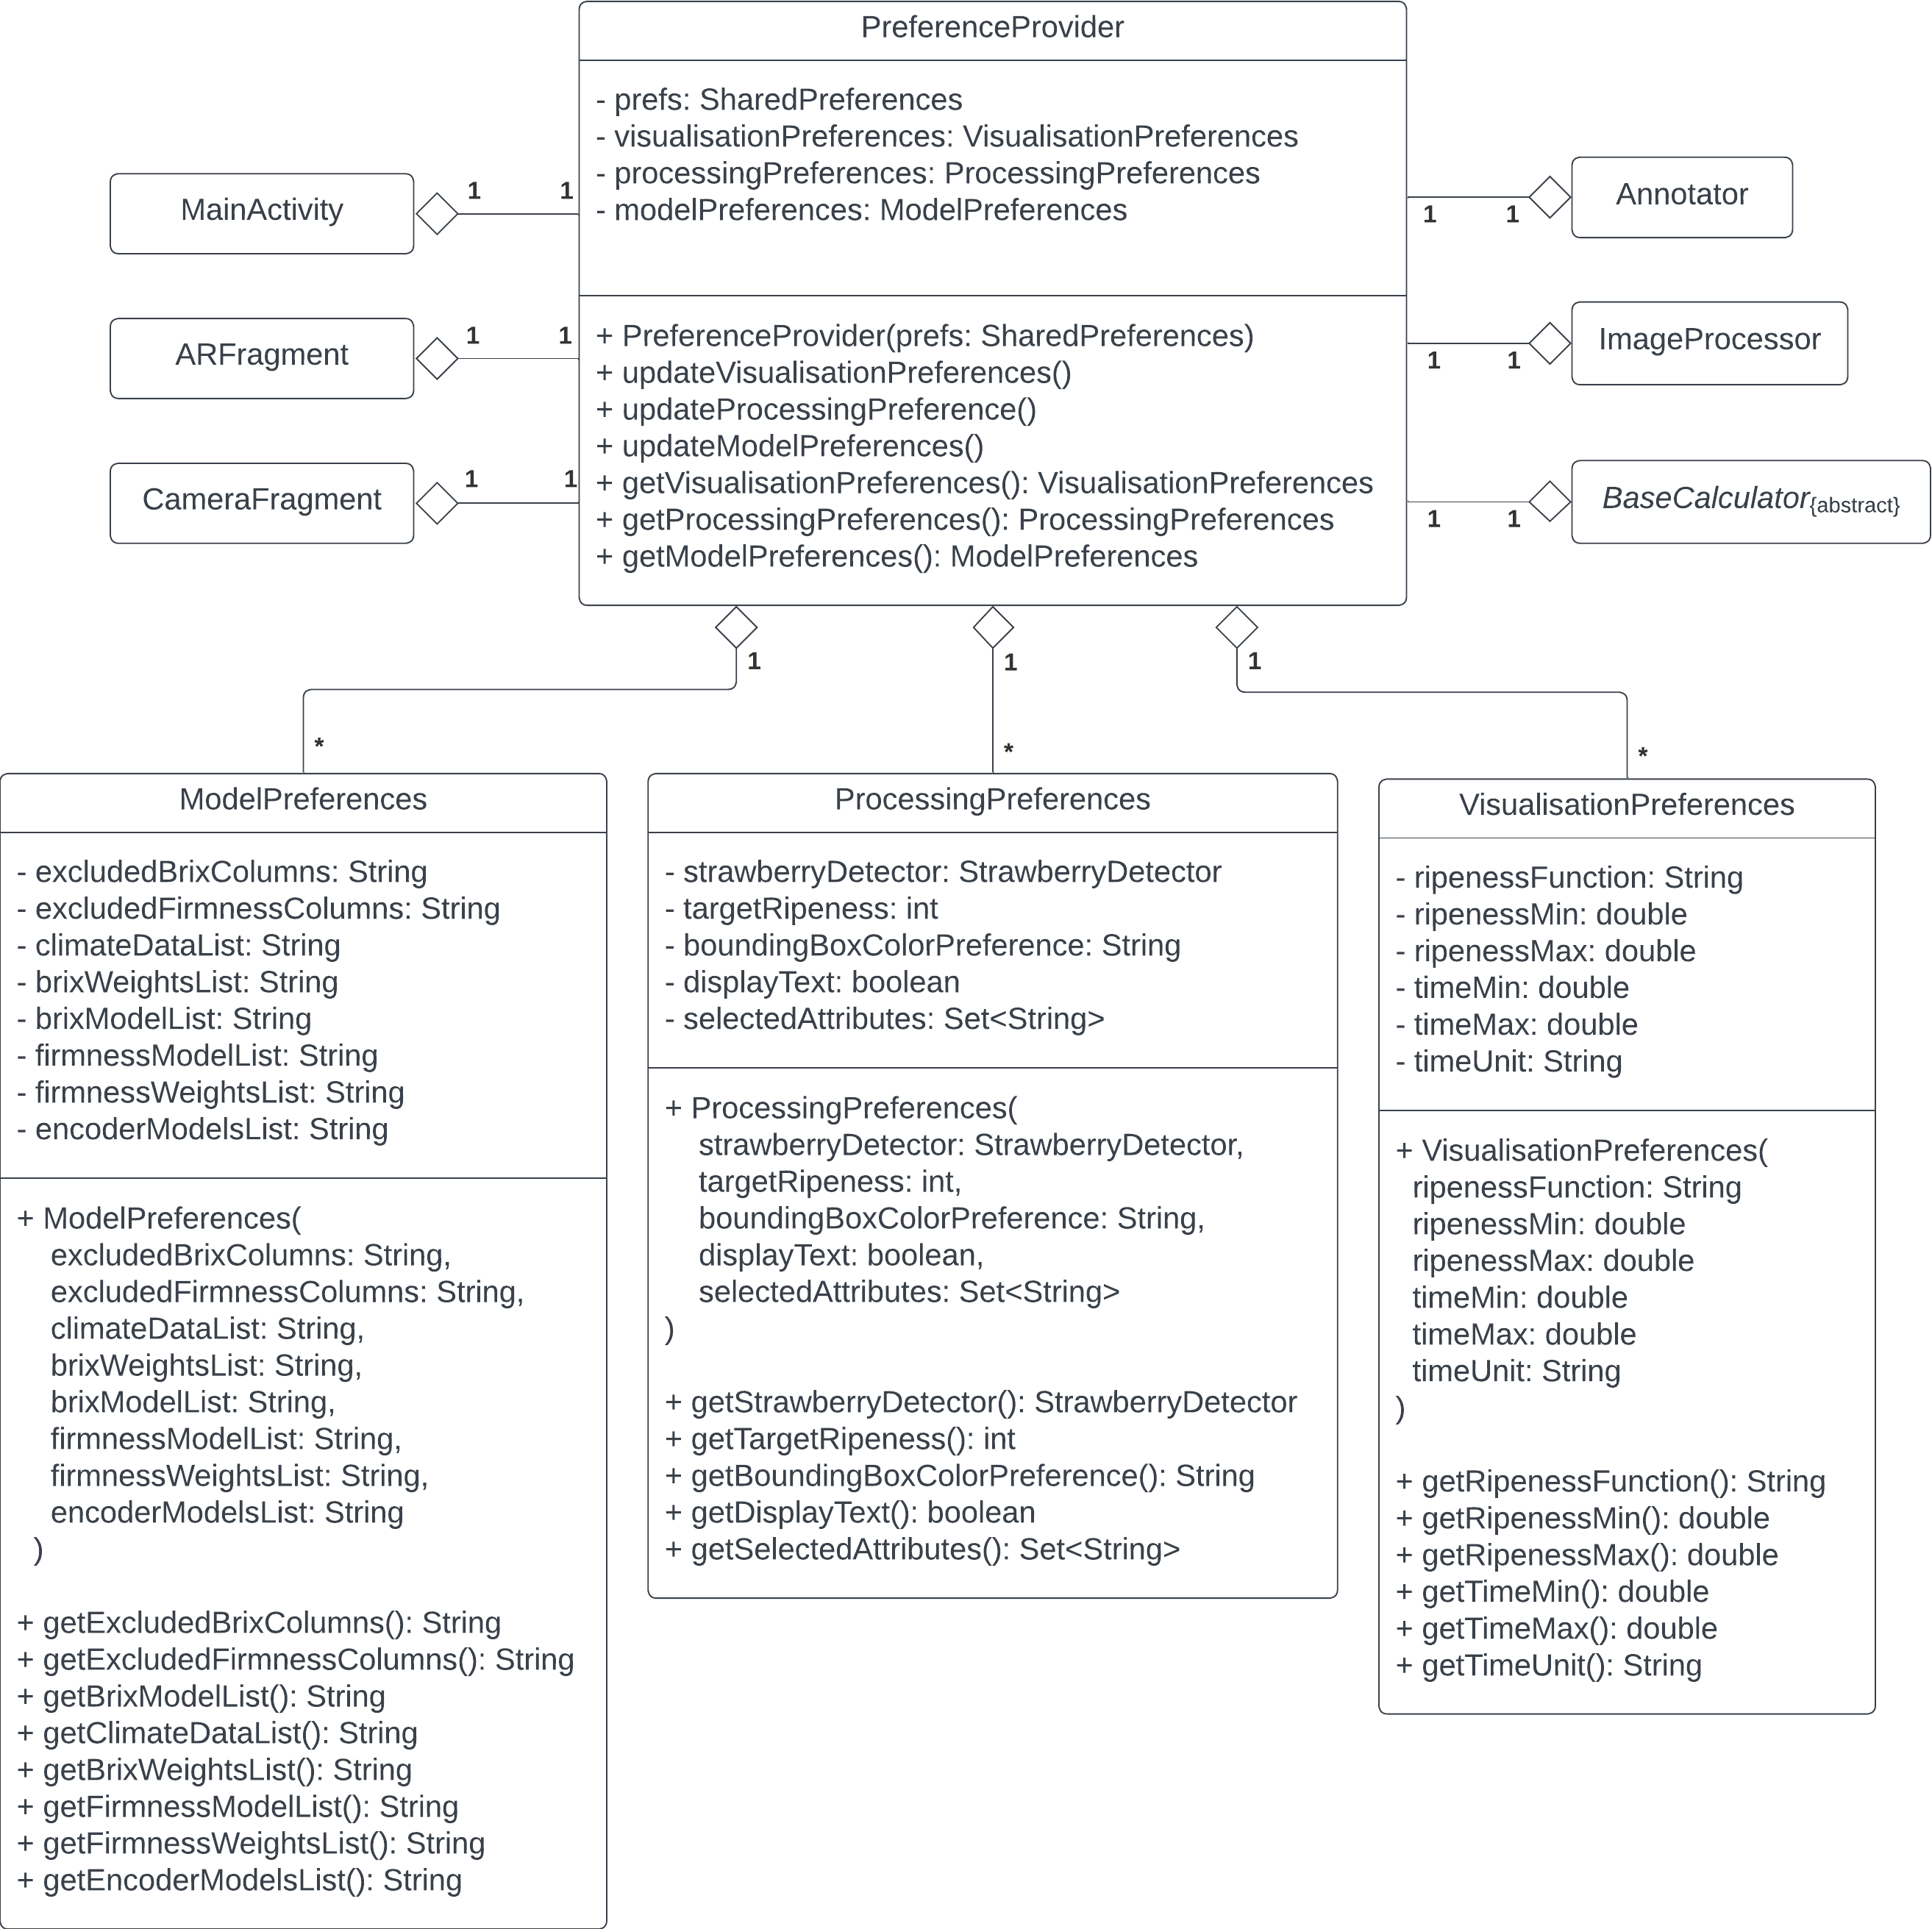 PreferenceProvider
- prefs: SharedPreferences
- visualisationPreferences: VisualisationPreferences
- processingPreferences: ProcessingPreferences
- modelPreferences: ModelPreferences
+ PreferenceProvider(prefs: SharedPreferences)
+ updateVisualisationPreferences()
+ updateProcessingPreference()
+ updateModelPreferences()
+ getVisualisationPreferences(): VisualisationPreferences
+ getProcessingPreferences(): ProcessingPreferences
+ getModelPreferences(): ModelPreferences
MainActivity
1 1
ARFragment
1 1
CameraFragment
1 1
Annotator
1 1
ImageProcessor
1 1
BaseCalculator{abstract}
1 1
1
*
1
*
1
*
ModelPreferences
- excludedBrixColumns: String
- excludedFirmnessColumns: String
- climateDataList: String
- brixWeightsList: String
- brixModelList: String
- firmnessModelList: String
- firmnessWeightsList: String
- encoderModelsList: String
+ ModelPreferences(
excludedBrixColumns: String,
excludedFirmnessColumns: String,
climateDataList: String,
brixWeightsList: String,
brixModelList: String,
firmnessModelList: String,
firmnessWeightsList: String,
encoderModelsList: String
)
+ getExcludedBrixColumns(): String
+ getExcludedFirmnessColumns(): String
+ getBrixModelList(): String
+ getClimateDataList(): String
+ getBrixWeightsList(): String
+ getFirmnessModelList(): String
+ getFirmnessWeightsList(): String
+ getEncoderModelsList(): String
ProcessingPreferences
- strawberryDetector: StrawberryDetector
- targetRipeness: int
- boundingBoxColorPreference: String
- displayText: boolean
- selectedAttributes: Set<String>
+ ProcessingPreferences(
strawberryDetector: StrawberryDetector,
targetRipeness: int,
boundingBoxColorPreference: String,
displayText: boolean,
selectedAttributes: Set<String>
)
+ getStrawberryDetector(): StrawberryDetector
+ getTargetRipeness(): int
+ getBoundingBoxColorPreference(): String
+ getDisplayText(): boolean
+ getSelectedAttributes(): Set<String>
VisualisationPreferences
- ripenessFunction: String
- ripenessMin: double
- ripenessMax: double
- timeMin: double
- timeMax: double
- timeUnit: String
+ VisualisationPreferences(
ripenessFunction: String
ripenessMin: double
ripenessMax: double
timeMin: double
timeMax: double
timeUnit: String
)
+ getRipenessFunction(): String
+ getRipenessMin(): double
+ getRipenessMax(): double
+ getTimeMin(): double
+ getTimeMax(): double
+ getTimeUnit(): String